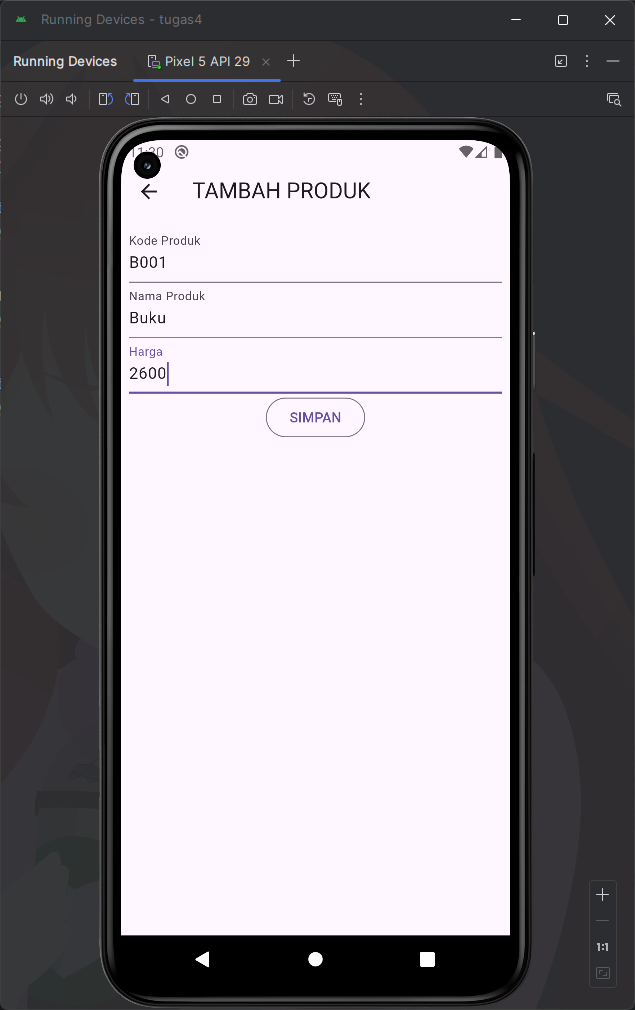 Running Devices - tugas4
Running Devices
Pixel 5 API 29
11:30
TAMBAH PRODUK
Kode Produk
B001
Nama Produk
Buku
Harga
2600
SIMPAN
1:1